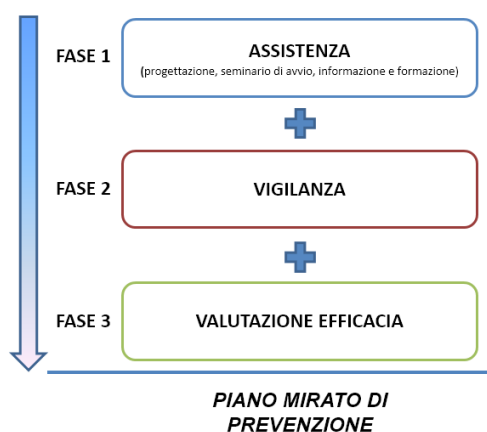 FASE 1
ASSISTENZA
(progettazione, seminario di avvio, informazione e formazione)
FASE 2
VIGILANZA
FASE 3
VALUTAZIONE EFFICACIA
PIANO MIRATO DI
PREVENZIONE